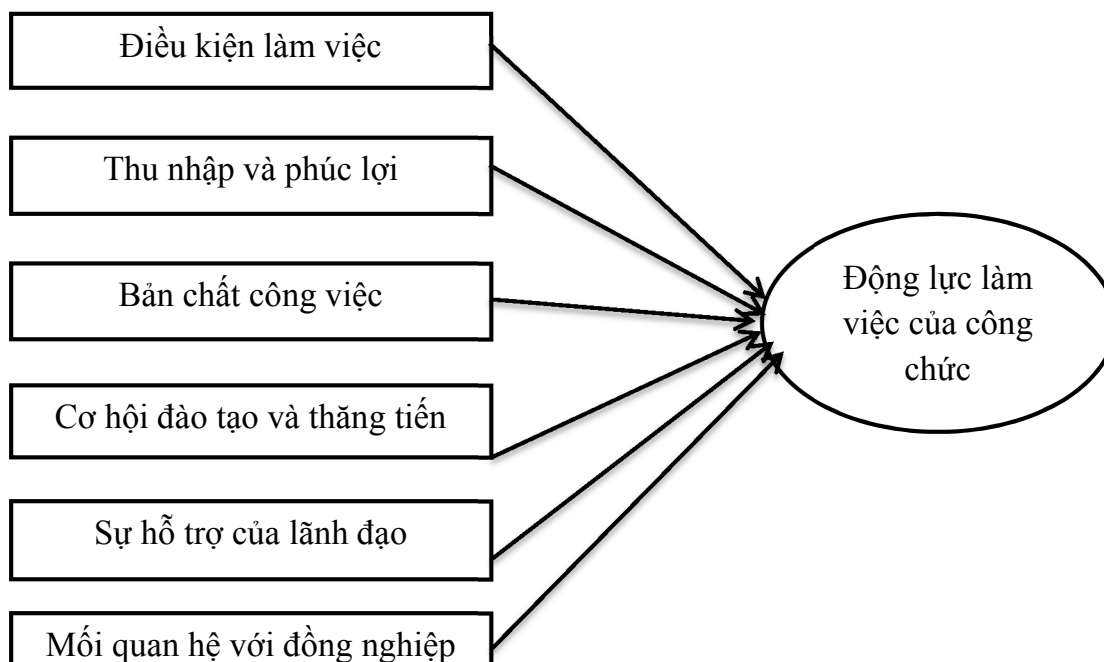 Điều kiện làm việc
Thu nhập và phúc lợi
Bản chất công việc
Cơ hội đào tạo và thăng tiến
Sự hỗ trợ của lãnh đạo
Mối quan hệ với đồng nghiệp
Động lực làm
việc của công
chức